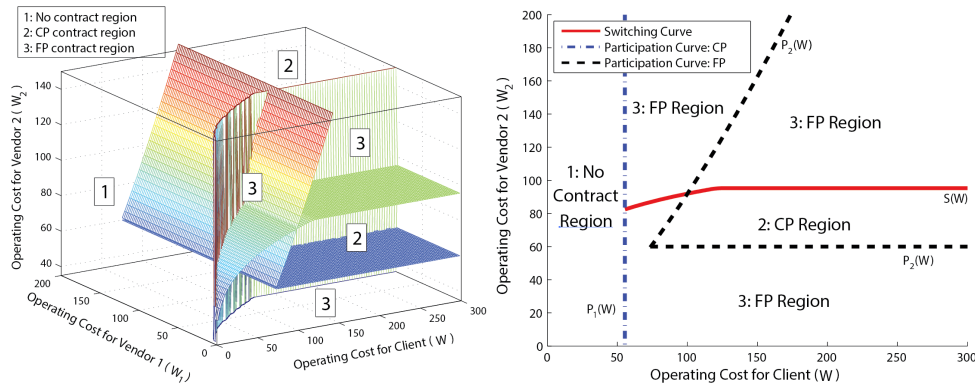 1: No contract region
2: CP contract region
3: FP contract region
Operating Cost for Vendor 2 ( W2 )
140
120
100
80
60
40
200
150
100
50
0
Operating Cost for Vendor 1 ( W1 )
0
50
100
150
200
250
300
Operating Cost for Client ( W )
1
2
3
3
2
3
Operating Cost for Vendor 2 ( W2 )
200
180
160
140
120
100
80
60
40
20
0
0
50
100
150
200
250
300
Operating Cost for Client ( W )
Switching Curve
Participation Curve: CP
Participation Curve: FP
P2(W)
3: FP Region
3: FP Region
1: No
Contract
Region
S(W)
2: CP Region
P2(W)
P1(W)
3: FP Region